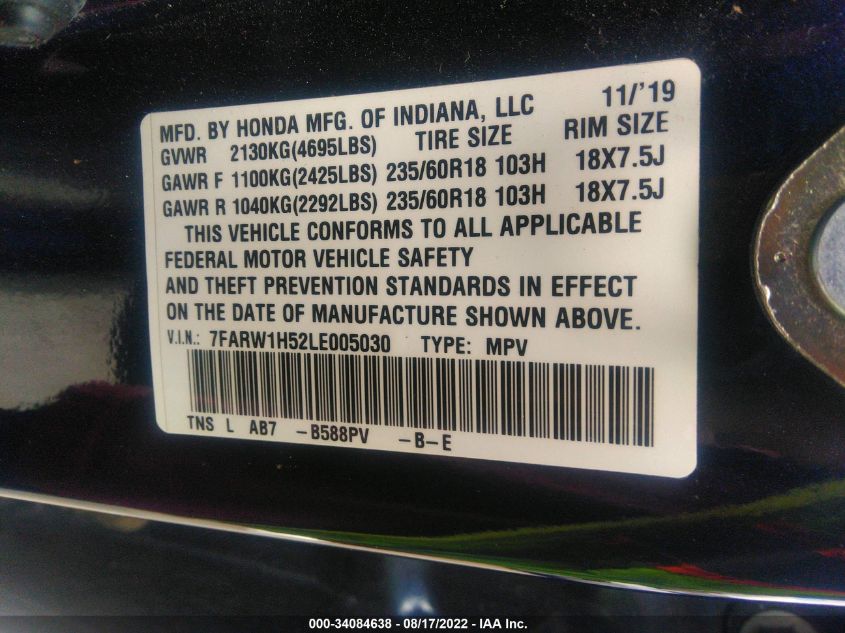 MFD. BY HONDA MFG. OF INDIANA, LLC 11/'19
GVWR 2130KG(4695LBS) TIRE SIZE RIM SIZE
GAWR F 1100KG(2425LBS) 235/60R18 103H 18X7.5J
GAWR R 1040KG(2292LBS) 235/60R18 103H 18X7.5J
THIS VEHICLE CONFORMS TO ALL APPLICABLE
FEDERAL MOTOR VEHICLE SAFETY
AND THEFT PREVENTION STANDARDS IN EFFECT
ON THE DATE OF MANUFACTURE SHOWN ABOVE.
V.I.N.: 7FARW1H52LE005030 TYPE: MPV
TNS L AB7 -B588PV -B-E
000-34084638 - 08/17/2022 - IAA Inc.